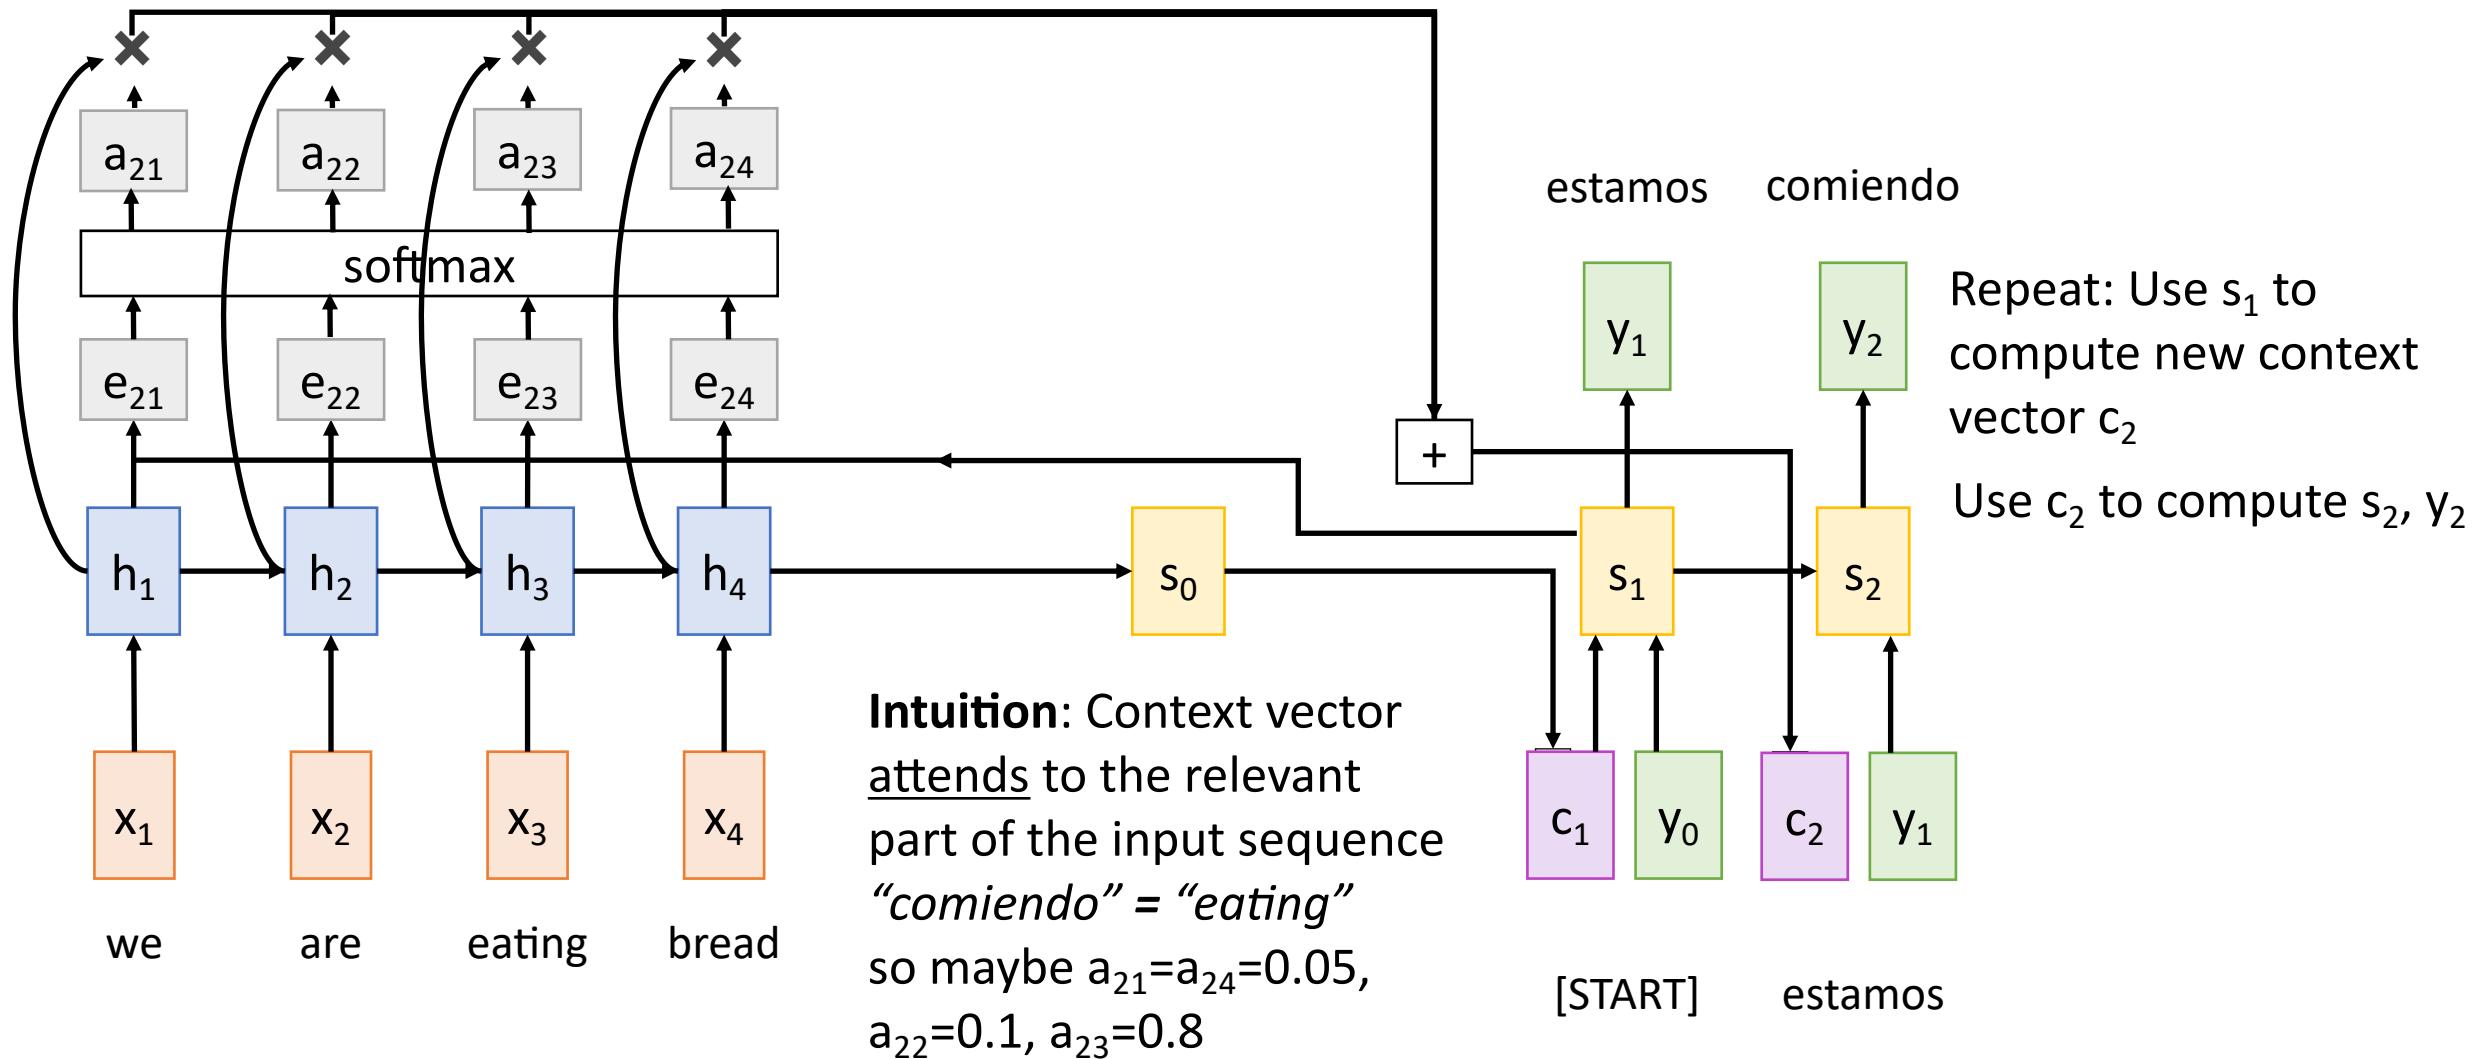 a₂₁ a₂₂ a₂₃ a₂₄
softmax
e₂₁ e₂₂ e₂₃ e₂₄
h₁ h₂ h₃ h₄
x₁ x₂ x₃ x₄
we are eating bread
s₀
+
estamos comiendo
y₁ y₂
s₁ s₂
c₁ y₀ c₂ y₁
[START] estamos
Repeat: Use s₁ to
compute new context
vector c₂
Use c₂ to compute s₂, y₂
Intuition: Context vector
attends to the relevant
part of the input sequence
“comiendo” = “eating”
so maybe a₂₁=a₂₄=0.05,
a₂₂=0.1, a₂₃=0.8